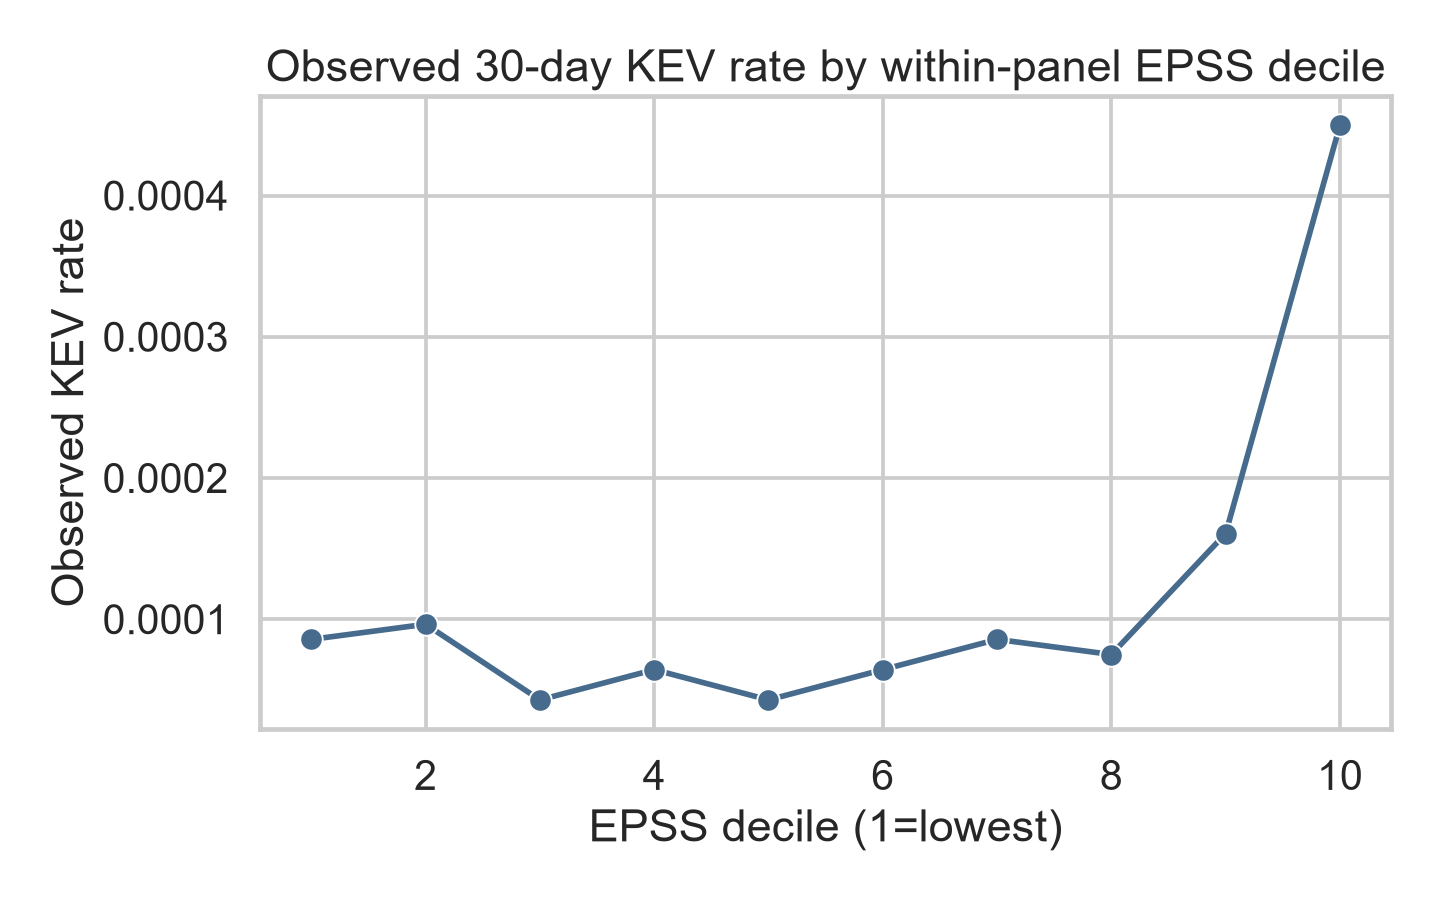 Observed 30-day KEV rate by within-panel EPSS decile
Observed KEV rate
0.0004
0.0003
0.0002
0.0001
2 4 6 8 10
EPSS decile (1=lowest)